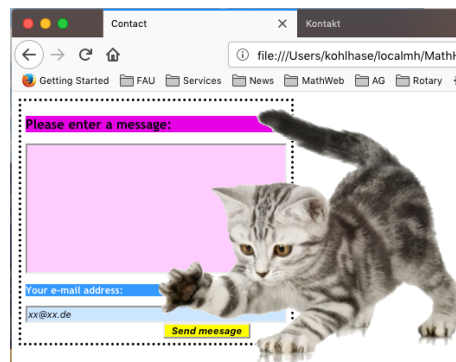 Contact
Kontakt
file:///Users/kohlhase/localmh/MathH
Getting Started FAU Services News MathWeb AG Rotary
Please enter a message:
Your e-mail address:
xx@xx.de
Send meesage